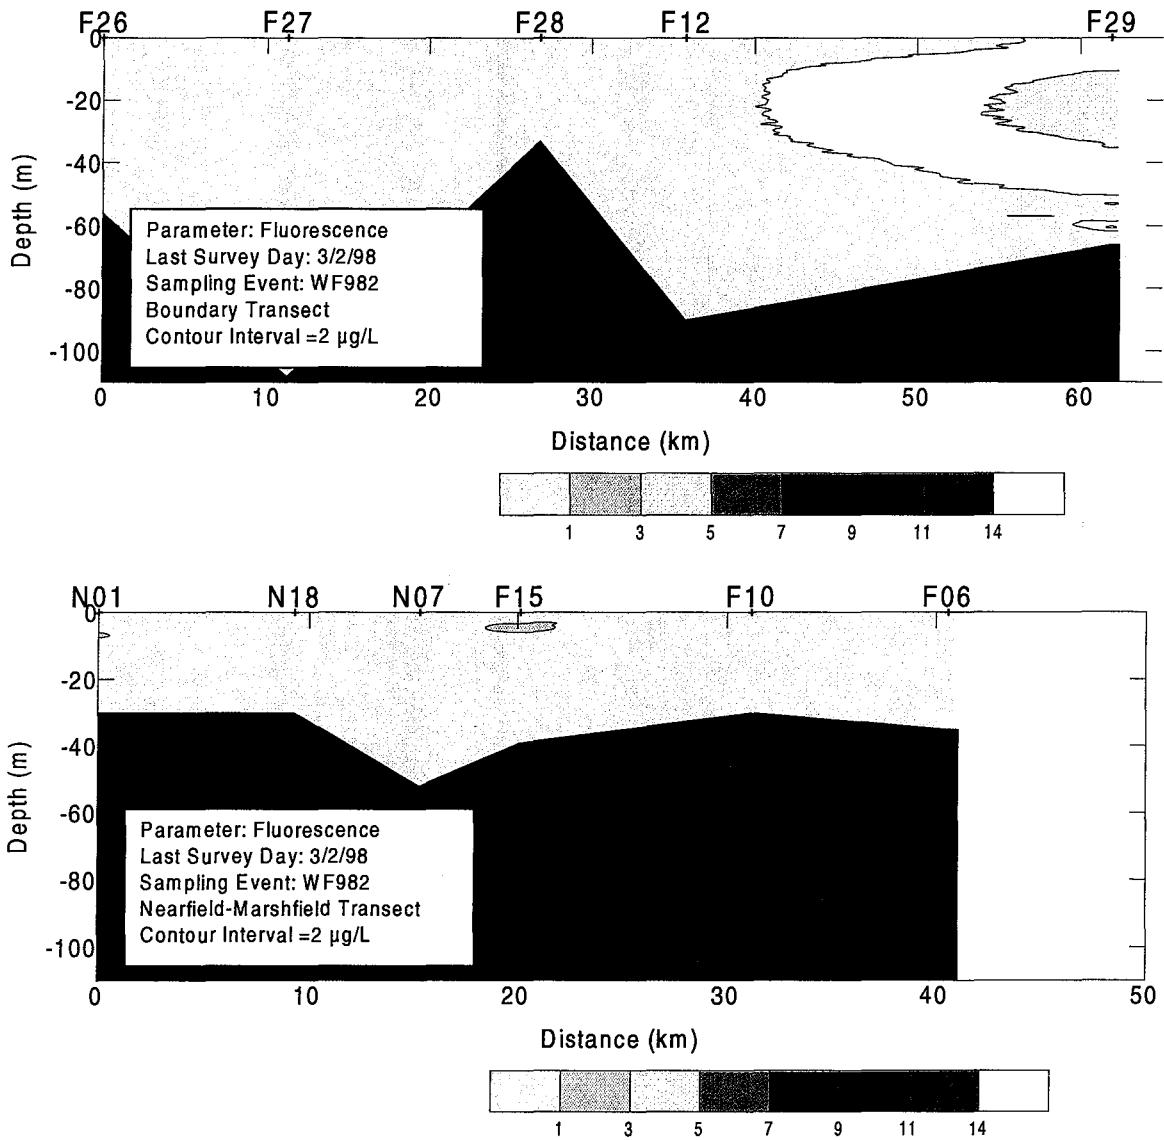 F26 F27 F28 F12 F29
0
-20
-40
-60
-80
-100
Depth (m)
Parameter: Fluorescence
Last Survey Day: 3/2/98
Sampling Event: WF982
Boundary Transect
Contour Interval =2 µg/L
0 10 20 30 40 50 60
Distance (km)
1 3 5 7 9 11 14
N01 N18 N07 F15 F10 F06
0
-20
-40
-60
-80
-100
Depth (m)
Parameter: Fluorescence
Last Survey Day: 3/2/98
Sampling Event: WF982
Nearfield-Marshfield Transect
Contour Interval =2 µg/L
0 10 20 30 40 50
Distance (km)
1 3 5 7 9 11 14